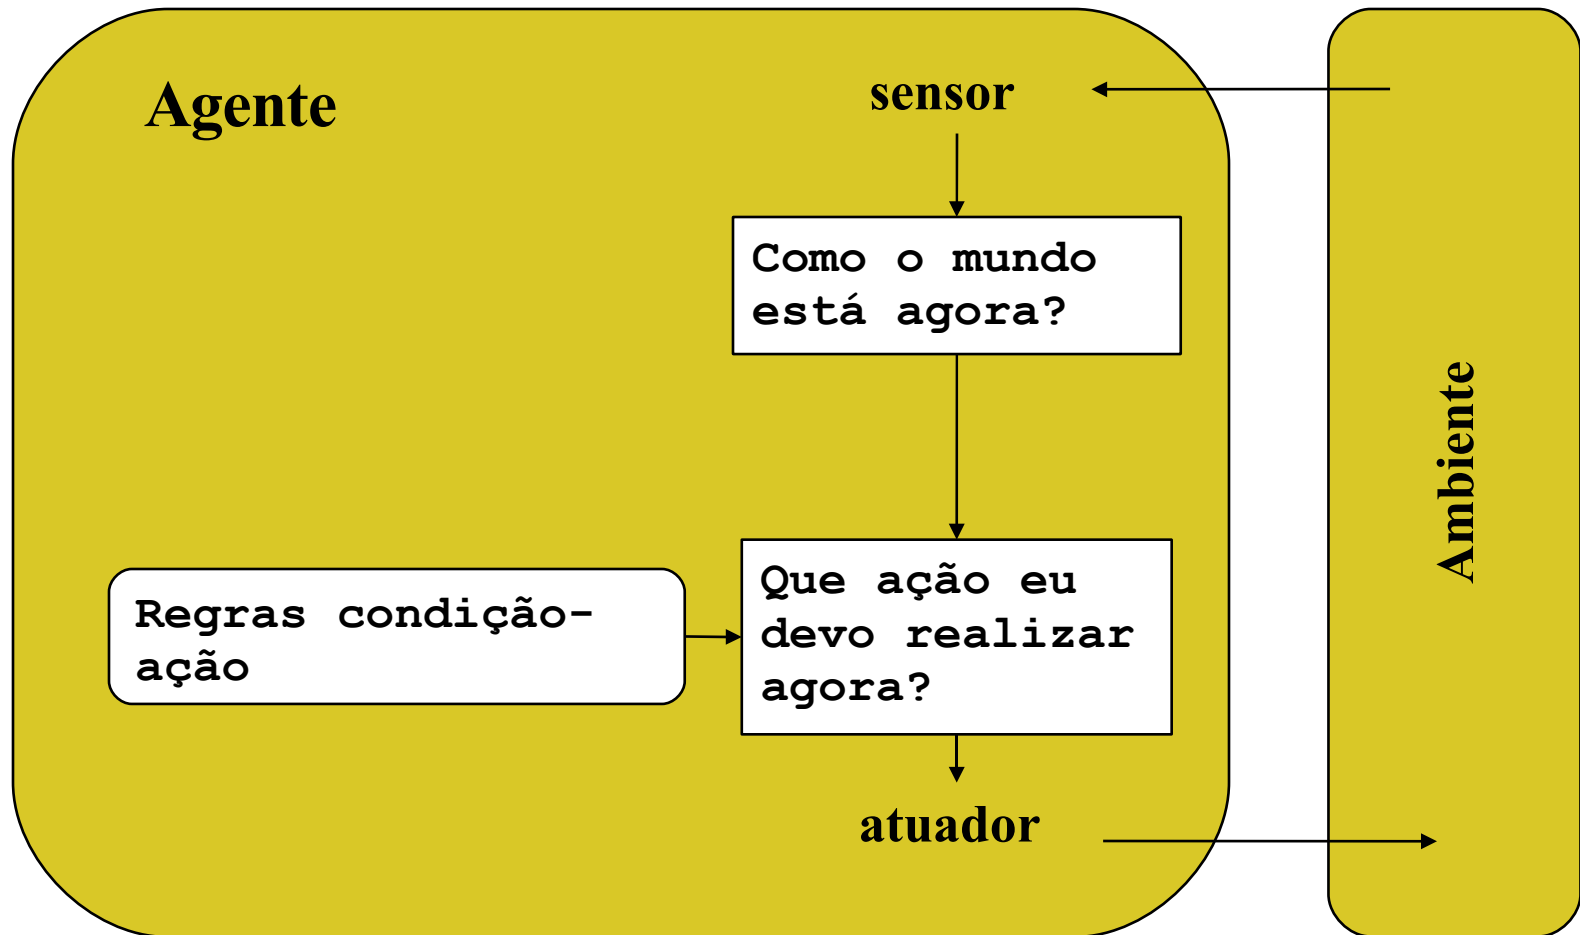 Agente
sensor
Como o mundo
está agora?
Regras condição-
ação
Que ação eu
devo realizar
agora?
atuador
Ambiente